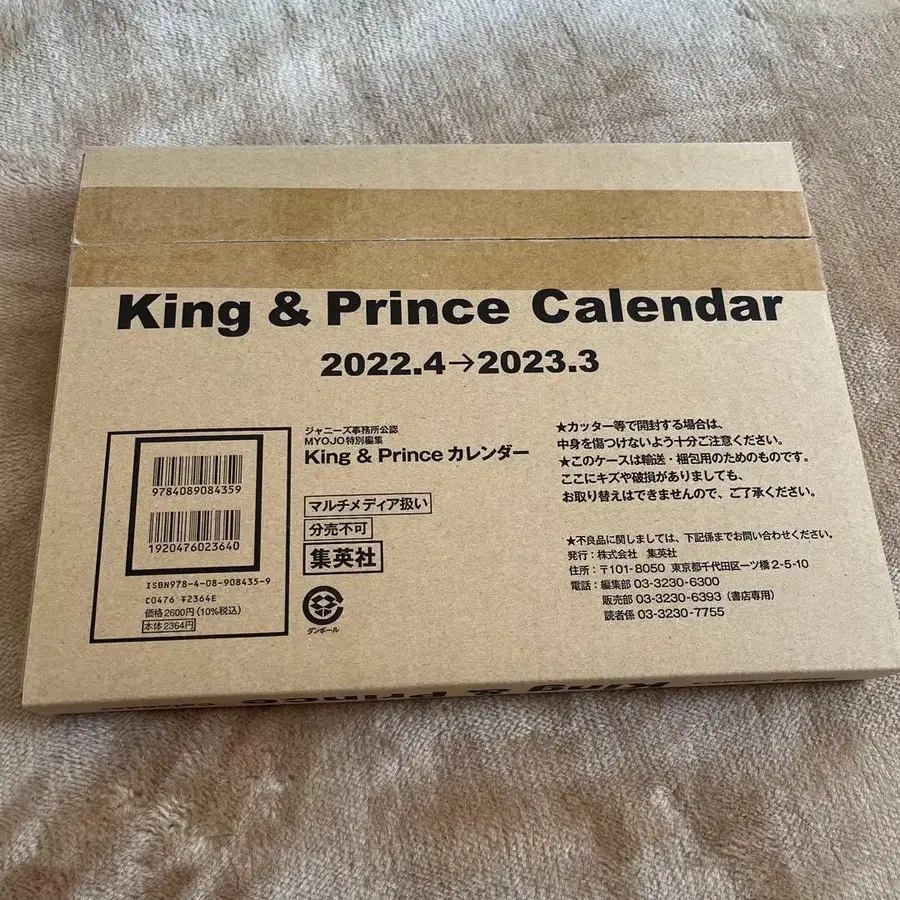 King & Prince Calendar
2022.4→2023.3
9784089084359
1920476023640
ISBN978-4-08-908435-9
C0476 ¥2364E
価格2600円(10%税込)
本体2364円
ジャニーズ事務所公認
MYOJO特別編集
King & Prince カレンダー
マルチメディア扱い
分売不可
集英社
ダンボール
★カッター等で開封する場合は、
中身を傷つけないよう十分ご注意ください。
★このケースは輸送・梱包用のためのものです。
ここにキズや破損がありましても、
お取り替えはできませんので、ご了承ください。
★不良品に関しましては、下記係までお問い合わせください。
発行：株式会社 集英社
住所：〒101-8050 東京都千代田区一ツ橋2-5-10
電話：編集部 03-3230-6300
販売部 03-3230-6393（書店専用）
読者係 03-3230-7755
King & Prince